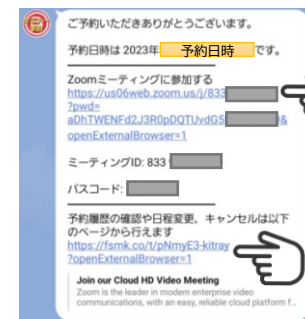 ご予約いただきありがとうございます。
予約日時は 2023年 予約日時 です。
Zoomミーティングに参加する
https://us06web.zoom.us/j/833
?pwd=
aDhTWENFd2J3R0pDQTUvdG5
&
openExternalBrowser=1
ミーティングID: 833
パスコード:
予約履歴の確認や日程変更、キャンセルは以下
のページから行えます
https://fsmk.co/t/pNmyE3-kitray
?openExternalBrowser=1
Join our Cloud HD Video Meeting
Zoom is the leader in modern enterprise video
communications, with an easy, reliable cloud platform f...